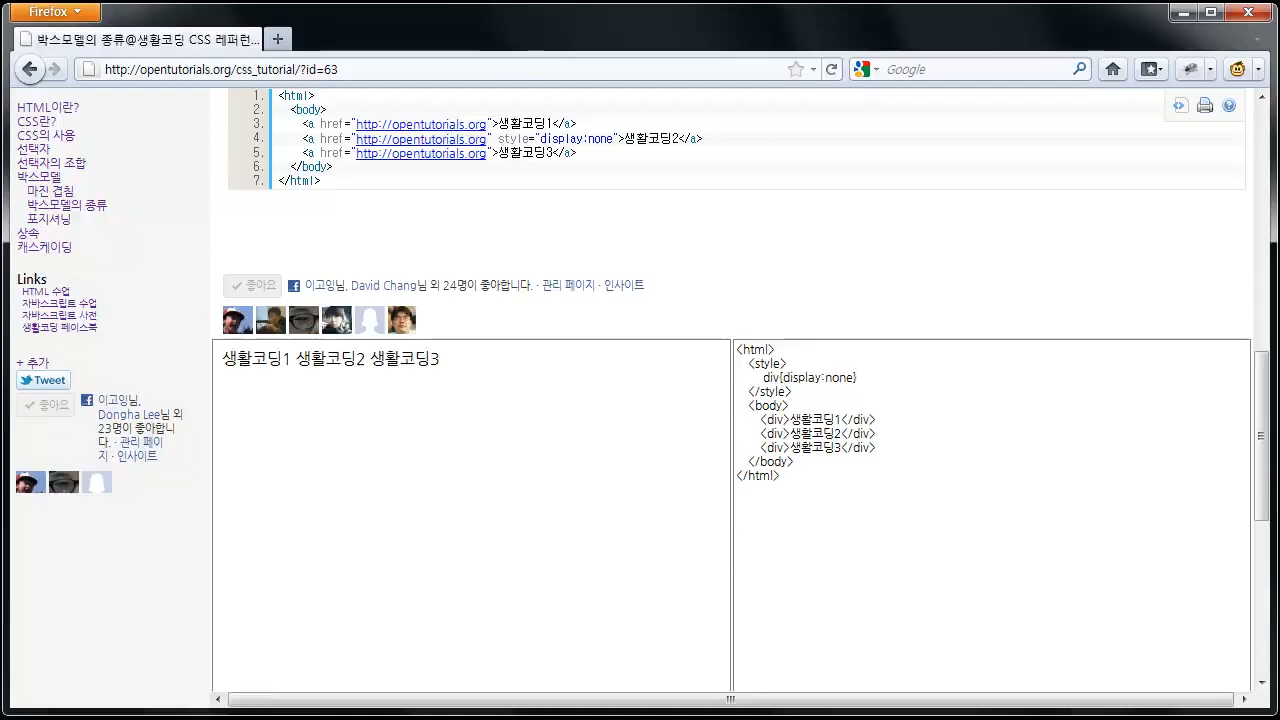 Firefox
박스모델의 종류@생활코딩 CSS 레퍼런...
http://opentutorials.org/css_tutorial/?id=63
Google
HTML이란?
CSS란?
CSS의 사용
선택자
선택자의 조합
박스모델
마진 겹침
박스모델의 종류
포지셔닝
상속
캐스케이딩
Links
HTML 수업
자바스크립트 수업
자바스크립트 사전
생활코딩 페이스북
+ 추가
Tweet
좋아요
이고잉님,
Dongha Lee님 외
23명이 좋아합니
다. · 관리 페이
지 · 인사이트
1. <html>
2. <body>
3. <a href="http://opentutorials.org">생활코딩1</a>
4. <a href="http://opentutorials.org" style="display:none">생활코딩2</a>
5. <a href="http://opentutorials.org">생활코딩3</a>
6. </body>
7. </html>
좋아요
이고잉님, David Chang님 외 24명이 좋아합니다. · 관리 페이지 · 인사이트
생활코딩1 생활코딩2 생활코딩3
<html>
<style>
div{display:none}
</style>
<body>
<div>생활코딩1</div>
<div>생활코딩2</div>
<div>생활코딩3</div>
</body>
</html>